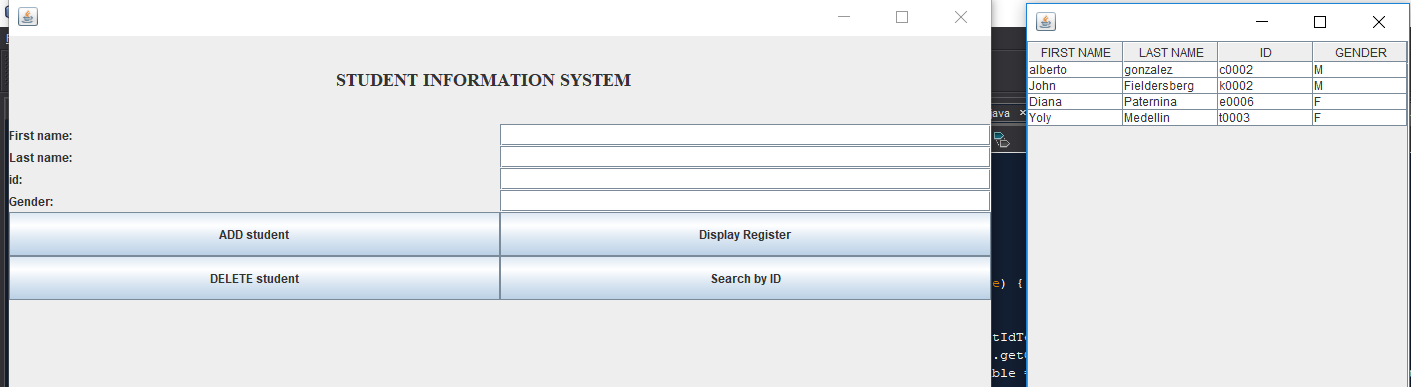 STUDENT INFORMATION SYSTEM
First name:
Last name:
id:
Gender:
ADD student Display Register
DELETE student Search by ID
FIRST NAME LAST NAME ID GENDER
alberto gonzalez c0002 M
John Fieldersberg k0002 M
Diana Paternina e0006 F
Yoly Medellin t0003 F
java ×
e) {
tIdT
.get
ble =